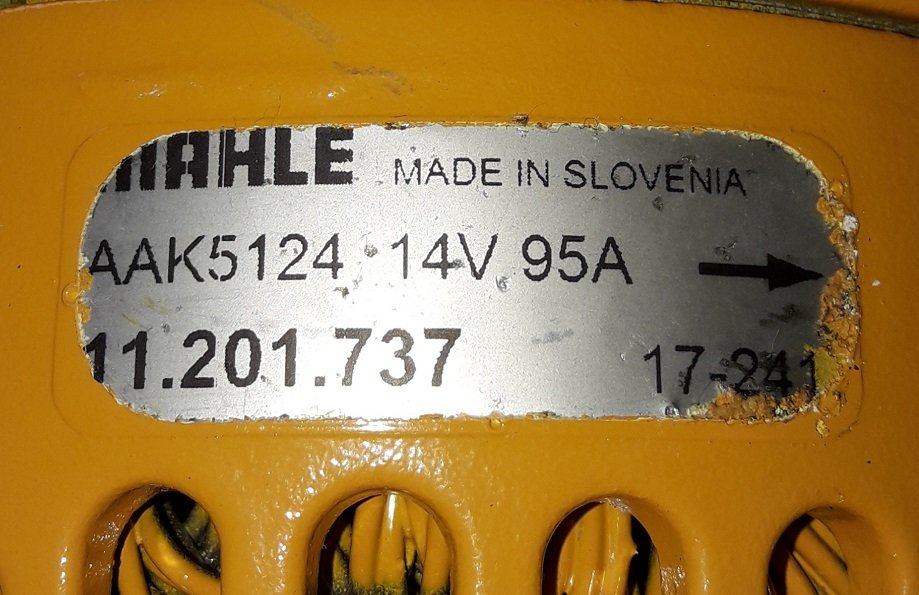 MAHLE MADE IN SLOVENIA
AAK5124 14V 95A
11.201.737 17-241